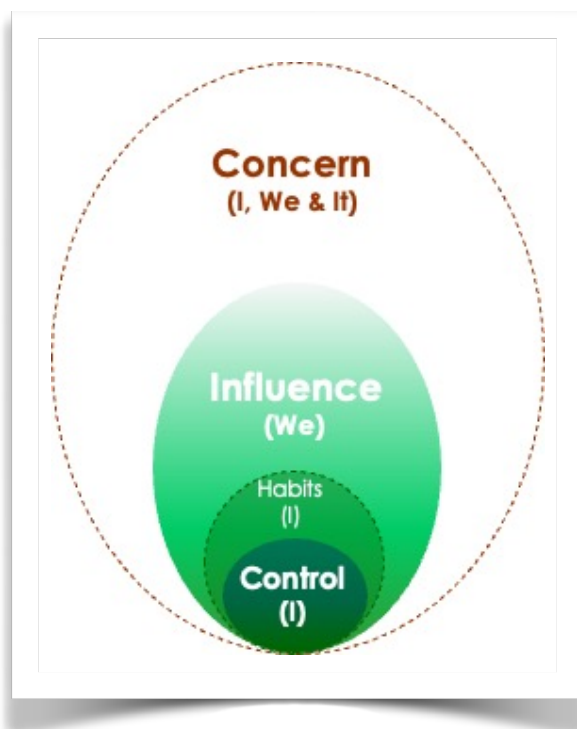 Concern
(I, We & It)
Influence
(We)
Habits
(I)
Control
(I)